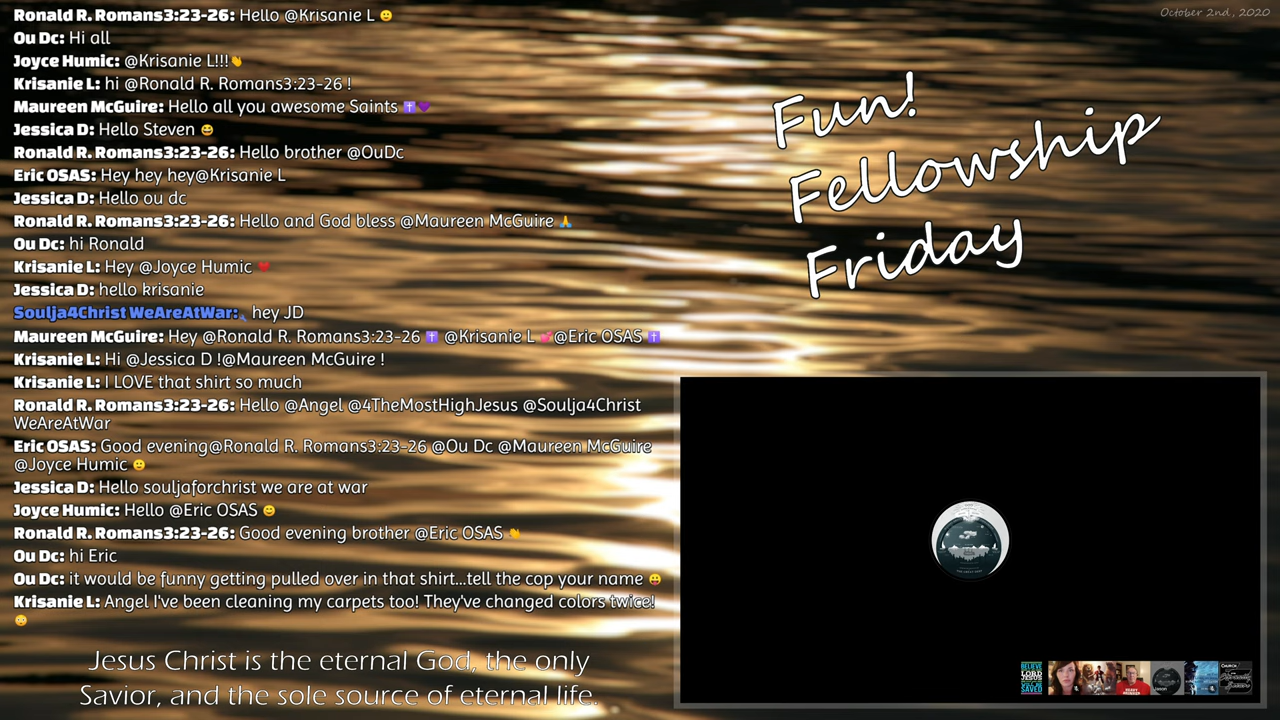 Ronald R. Romans3:23-26: Hello @Krisanie L 🙂
Ou Dc: Hi all
Joyce Humic: @Krisanie L!!!👏
Krisanie L: hi @Ronald R. Romans3:23-26 !
Maureen McGuire: Hello all you awesome Saints ✝️💜
Jessica D: Hello Steven 😄
Ronald R. Romans3:23-26: Hello brother @OuDc
Eric OSAS: Hey hey hey@Krisanie L
Jessica D: Hello ou dc
Ronald R. Romans3:23-26: Hello and God bless @Maureen McGuire 🙏
Ou Dc: hi Ronald
Krisanie L: Hey @Joyce Humic ❤️
Jessica D: hello krisanie
Soulja4Christ WeAreAtWar:🔧 hey JD
Maureen McGuire: Hey @Ronald R. Romans3:23-26 ✝️ @Krisanie L 💕@Eric OSAS ✝️
Krisanie L: Hi @Jessica D !@Maureen McGuire !
Krisanie L: I LOVE that shirt so much
Ronald R. Romans3:23-26: Hello @Angel @4TheMostHighJesus @Soulja4Christ
WeAreAtWar
Eric OSAS: Good evening@Ronald R. Romans3:23-26 @Ou Dc @Maureen McGuire
@Joyce Humic 🙂
Jessica D: Hello souljaforchrist we are at war
Joyce Humic: Hello @Eric OSAS 😊
Ronald R. Romans3:23-26: Good evening brother @Eric OSAS 👏
Ou Dc: hi Eric
Ou Dc: it would be funny getting pulled over in that shirt...tell the cop your name 😛
Krisanie L: Angel I've been cleaning my carpets too! They've changed colors twice!
😳
Jesus Christ is the eternal God, the only
Savior, and the sole source of eternal life.
October 2nd, 2020
Fun!
Fellowship
Friday
BELIEVE
LORD
JESUS
SAVED
Jason
CHURCH